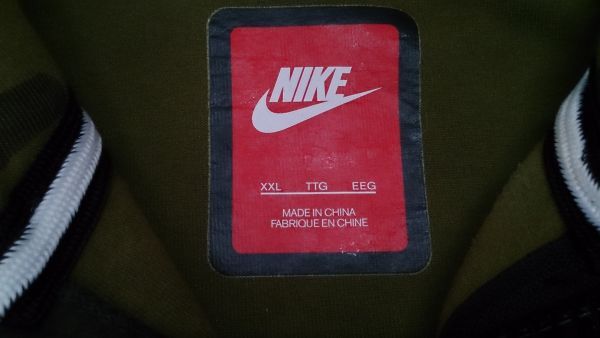 NIKE
XXL TTG EEG
MADE IN CHINA
FABRIQUE EN CHINE